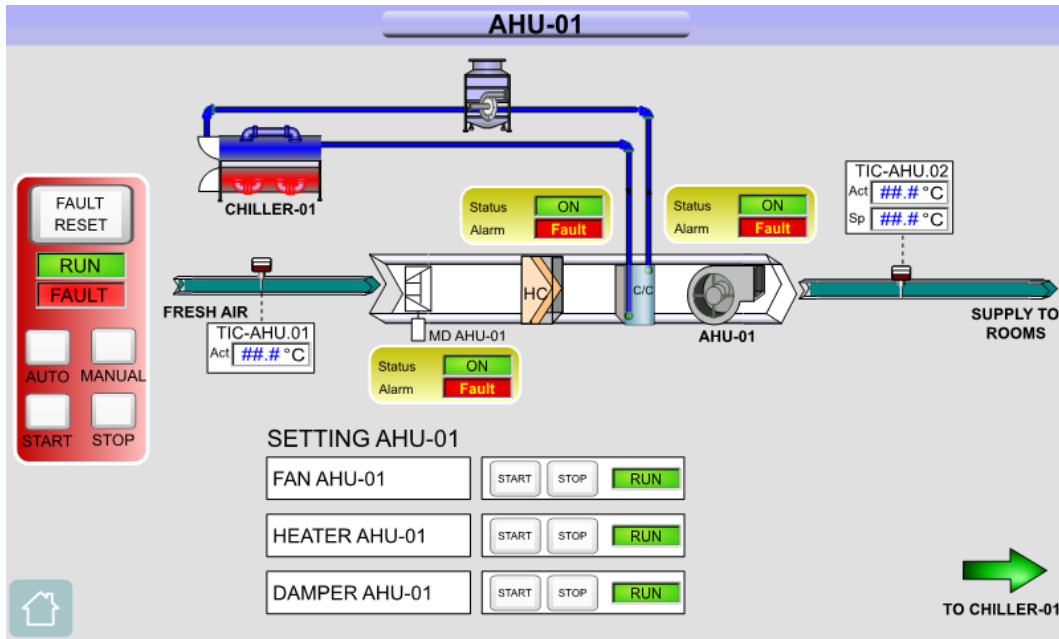 AHU-01
CHILLER-01
TIC-AHU.02
Act ##.# °C
Sp ##.# °C
Status ON
Alarm Fault
Status ON
Alarm Fault
FAULT
RESET
RUN
FAULT
AUTO MANUAL
START STOP
FRESH AIR
TIC-AHU.01
Act ##.# °C
HC
C/C
MD AHU-01
AHU-01
SUPPLY TO
ROOMS
Status ON
Alarm Fault
SETTING AHU-01
FAN AHU-01 START STOP RUN
HEATER AHU-01 START STOP RUN
DAMPER AHU-01 START STOP RUN
TO CHILLER-01